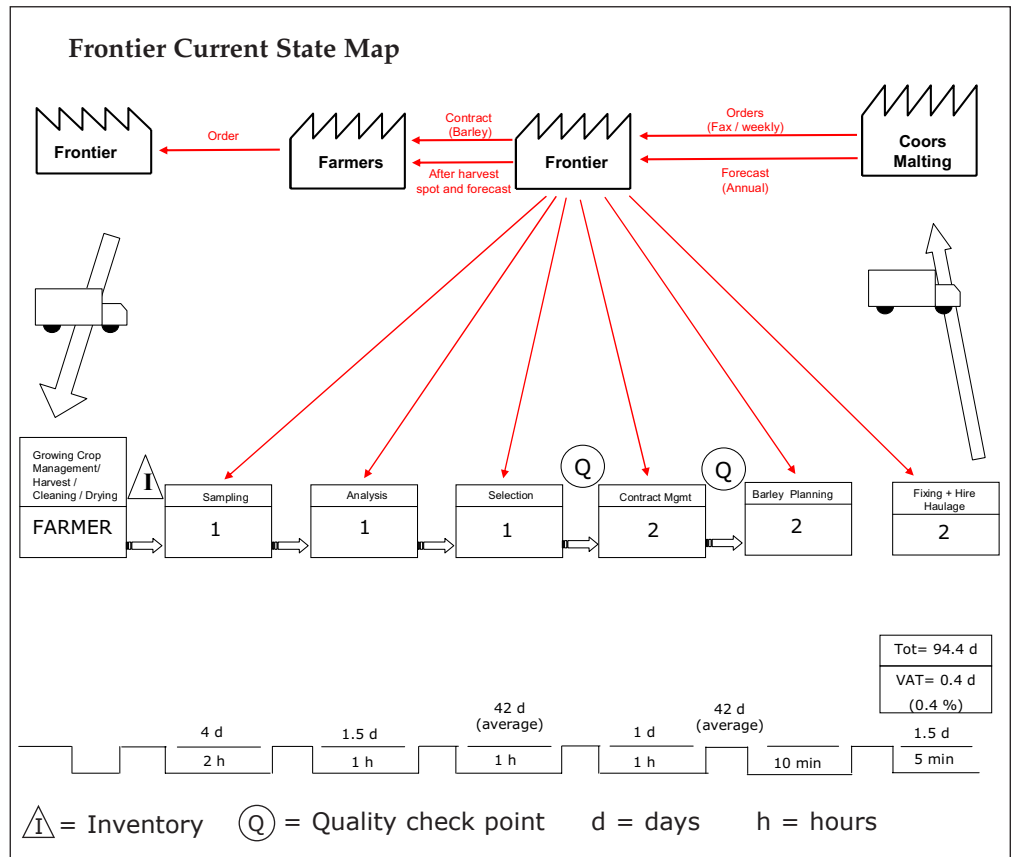 Frontier Current State Map
Frontier
Order
Farmers
Contract
(Barley)
After harvest
spot and forecast
Frontier
Orders
(Fax / weekly)
Forecast
(Annual)
Coors
Malting
Growing Crop
Management/
Harvest /
Cleaning / Drying
FARMER
I
Sampling
1
Analysis
1
Selection
1
Q
Contract Mgmt
2
Q
Barley Planning
2
Fixing + Hire
Haulage
2
Tot= 94.4 d
VAT= 0.4 d
(0.4 %)
4 d
2 h
1.5 d
1 h
42 d
(average)
1 h
1 d
1 h
42 d
(average)
10 min
1.5 d
5 min
I = Inventory Q = Quality check point d = days h = hours